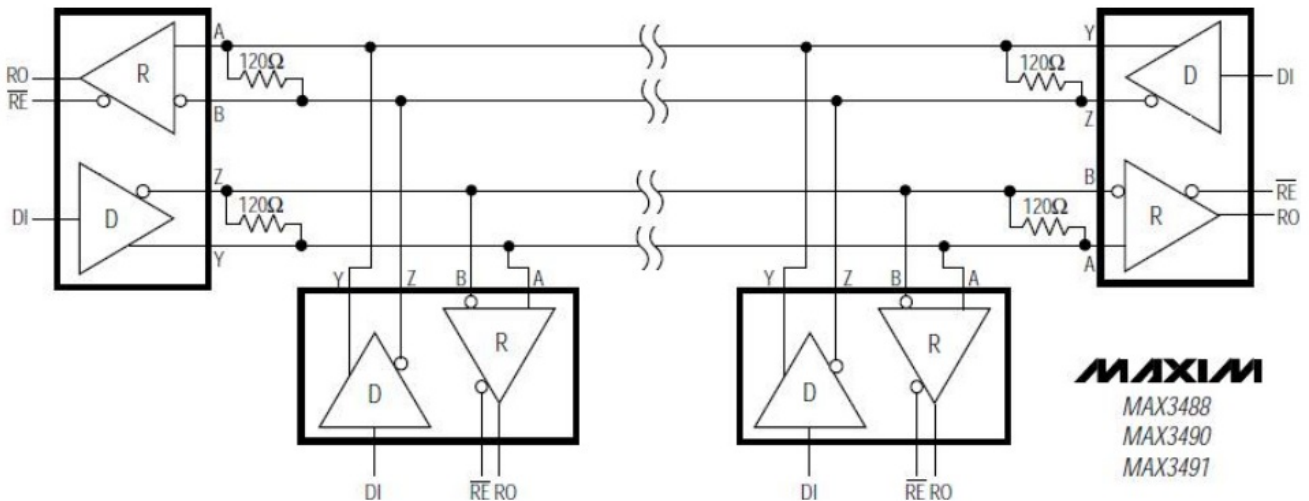 A 120Ω 120Ω Y
RO R D DI
RE
B Z
Z B
DI D 120Ω 120Ω R RE
RO
Y A
Y Z B A Y Z B A
R R
D D
DI RE RO DI RE RO
MAXIM
MAX3488
MAX3490
MAX3491